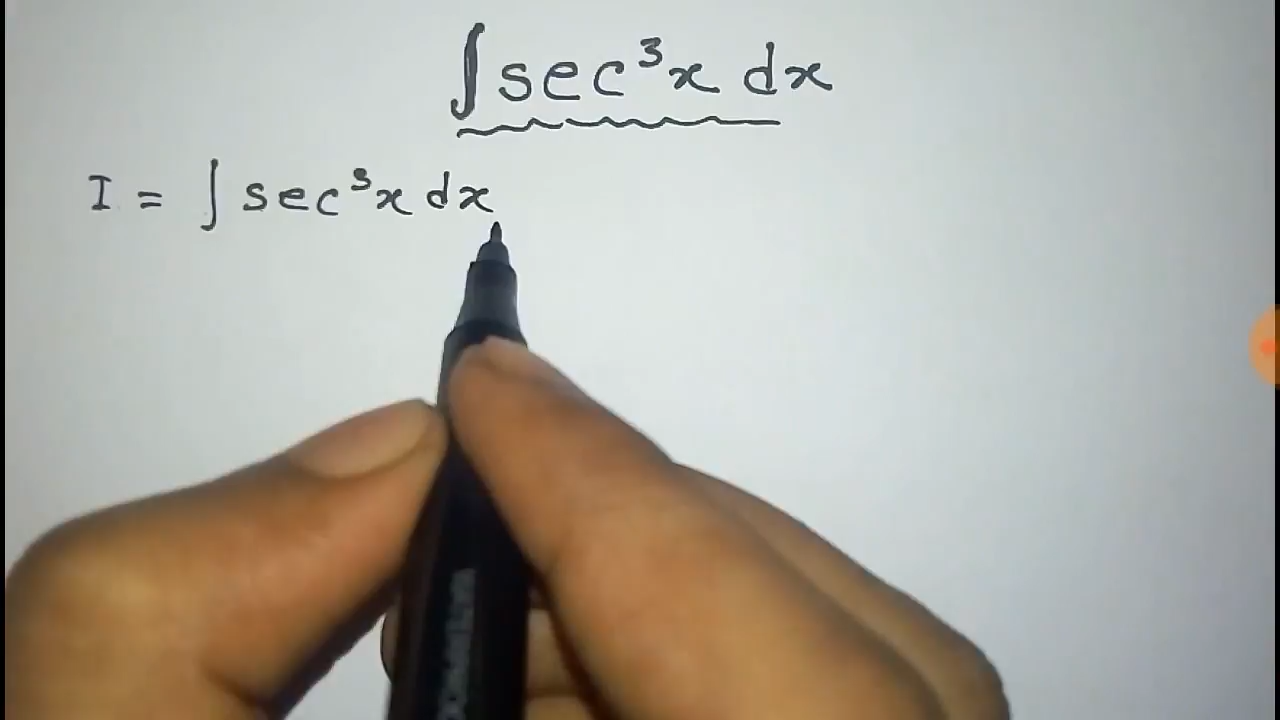 ∫ sec³x dx
I = ∫ sec³x dx